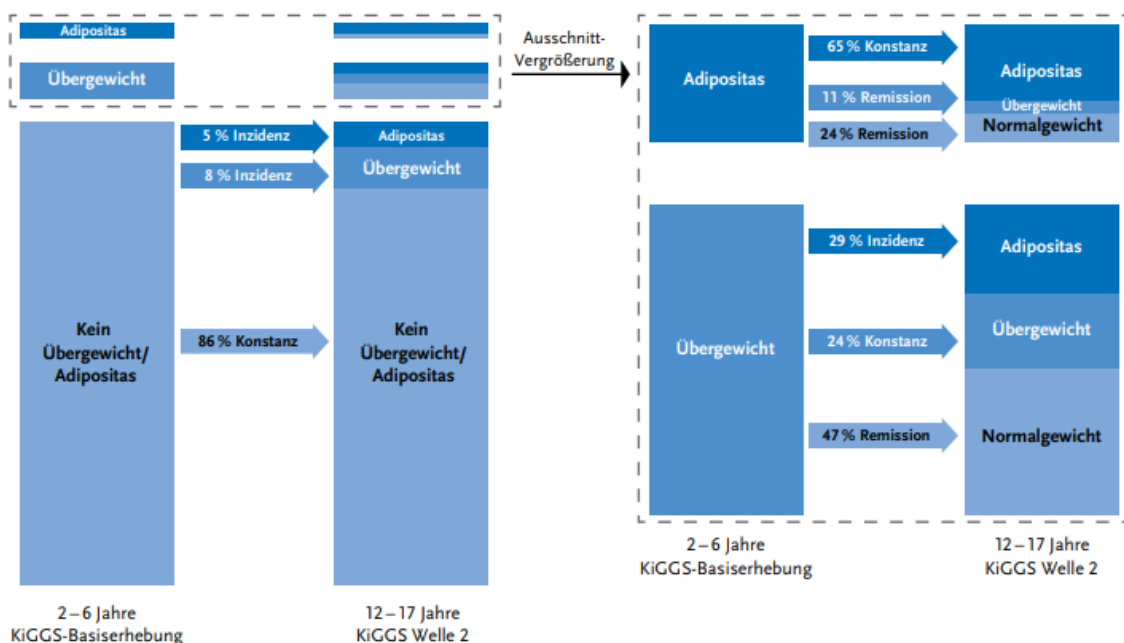 Adipositas
Übergewicht
5 % Inzidenz
Adipositas
8 % Inzidenz
Übergewicht
Kein
Übergewicht/
Adipositas
86 % Konstanz
Kein
Übergewicht/
Adipositas
2 – 6 Jahre
KiGGS-Basiserhebung
12 – 17 Jahre
KiGGS Welle 2
Ausschnitt-
Vergrößerung
Adipositas
65 % Konstanz
11 % Remission
24 % Remission
Adipositas
Übergewicht
Normalgewicht
Übergewicht
29 % Inzidenz
24 % Konstanz
47 % Remission
Adipositas
Übergewicht
Normalgewicht
2 – 6 Jahre
KiGGS-Basiserhebung
12 – 17 Jahre
KiGGS Welle 2